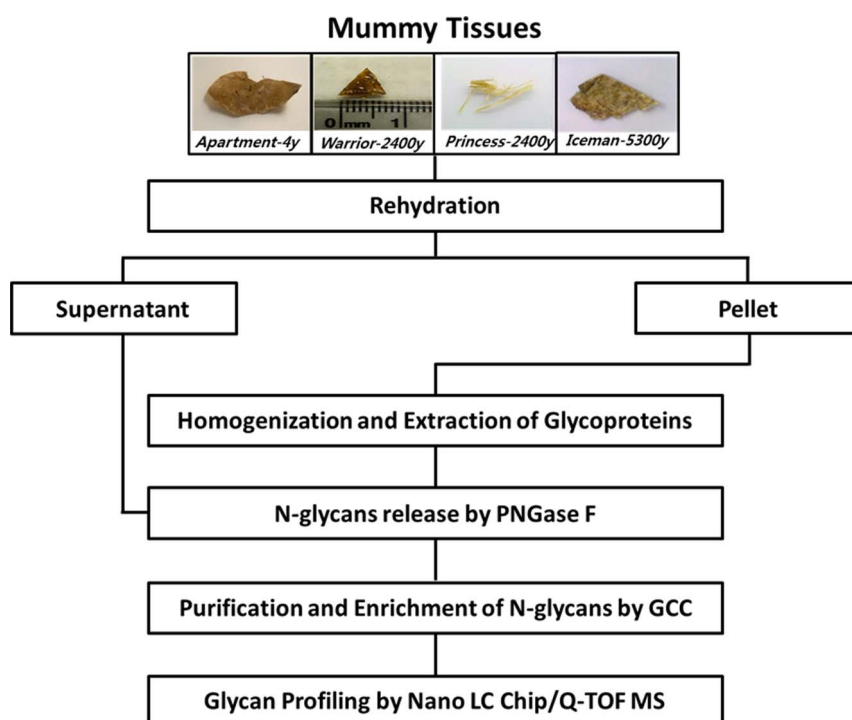 Mummy Tissues
0 mm 1
Apartment-4y Warrior-2400y Princess-2400y Iceman-5300y
Rehydration
Supernatant Pellet
Homogenization and Extraction of Glycoproteins
N-glycans release by PNGase F
Purification and Enrichment of N-glycans by GCC
Glycan Profiling by Nano LC Chip/Q-TOF MS